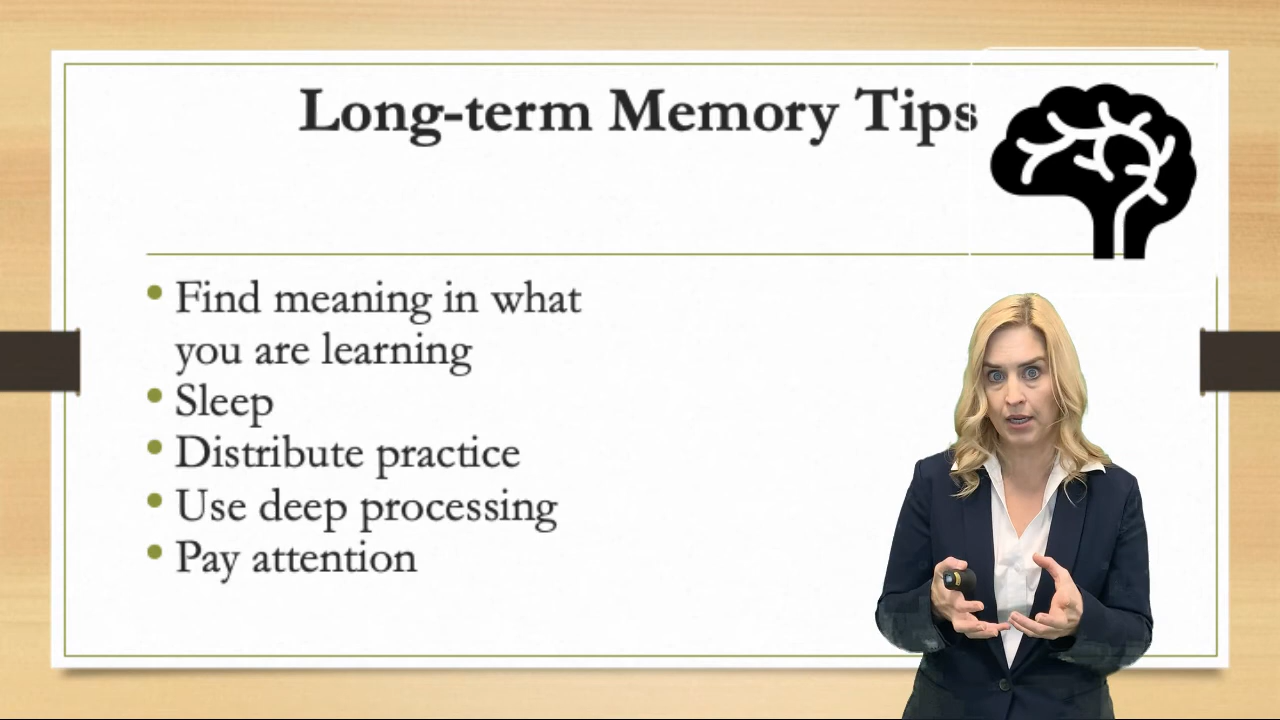 Long-term Memory Tips
• Find meaning in what
you are learning
• Sleep
• Distribute practice
• Use deep processing
• Pay attention